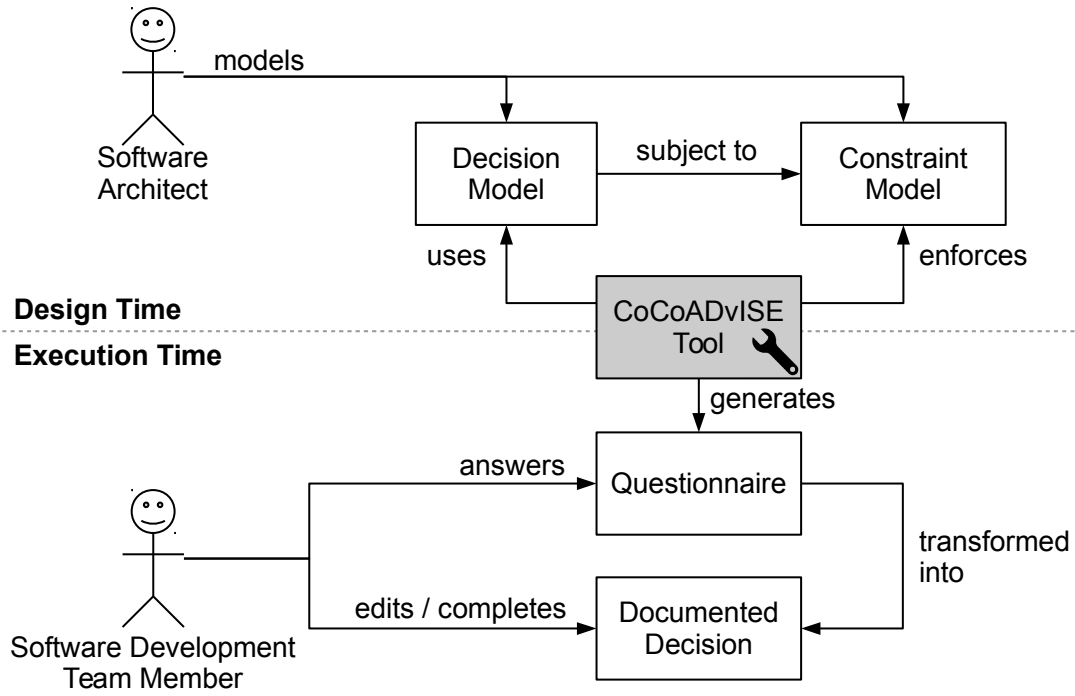 models
Software
Architect
Decision
Model
subject to
Constraint
Model
uses
enforces
Design Time
CoCoADvISE
Tool
Execution Time
generates
answers
Questionnaire
transformed
into
edits / completes
Documented
Decision
Software Development
Team Member